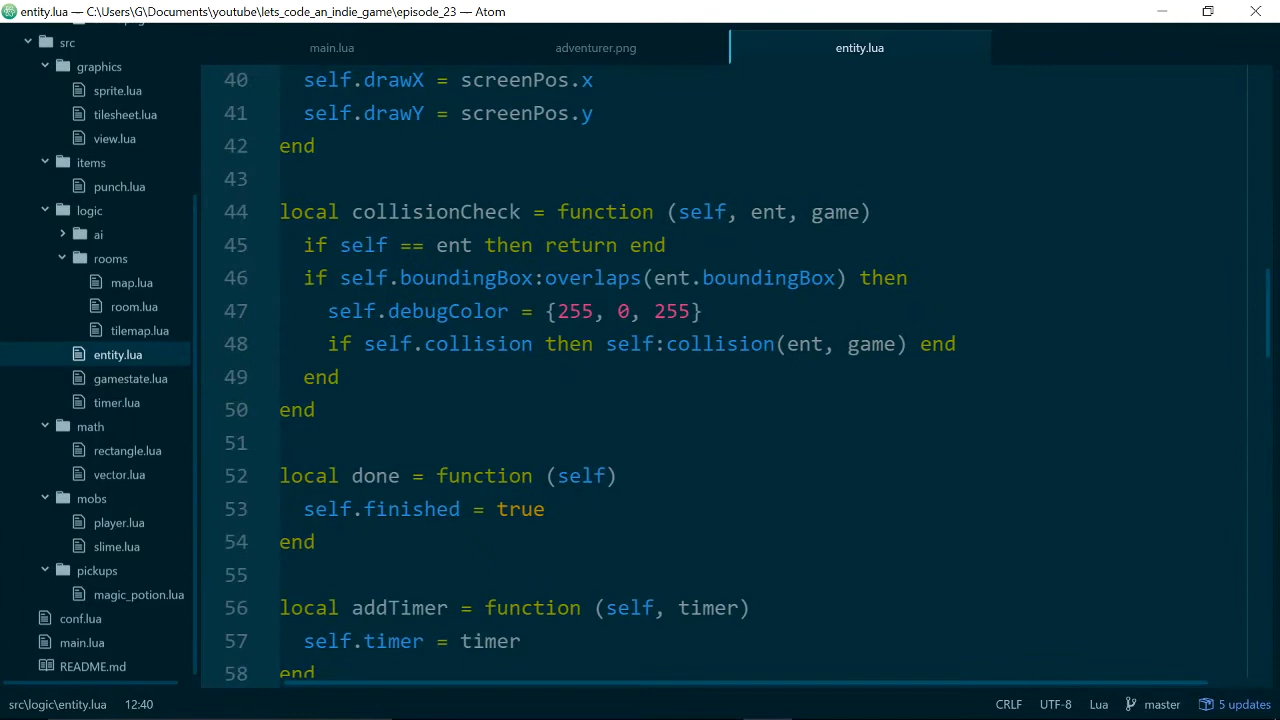 entity.lua — C:\Users\G\Documents\youtube\lets_code_an_indie_game\episode_23 — Atom
main.lua
adventurer.png
entity.lua
src
graphics
sprite.lua
tilesheet.lua
view.lua
items
punch.lua
logic
ai
rooms
map.lua
room.lua
tilemap.lua
entity.lua
gamestate.lua
timer.lua
math
rectangle.lua
vector.lua
mobs
player.lua
slime.lua
pickups
magic_potion.lua
conf.lua
main.lua
README.md
40 self.drawX = screenPos.x
41 self.drawY = screenPos.y
42 end
43
44 local collisionCheck = function (self, ent, game)
45 if self == ent then return end
46 if self.boundingBox:overlaps(ent.boundingBox) then
47 self.debugColor = {255, 0, 255}
48 if self.collision then self:collision(ent, game) end
49 end
50 end
51
52 local done = function (self)
53 self.finished = true
54 end
55
56 local addTimer = function (self, timer)
57 self.timer = timer
58 end
src\logic\entity.lua 12:40 CRLF UTF-8 Lua master 5 updates